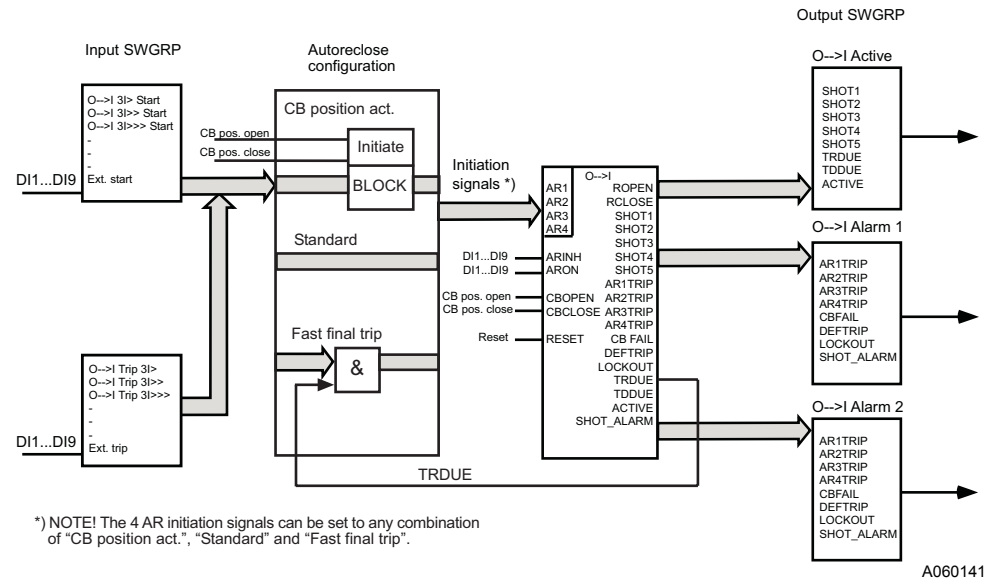 Output SWGRP
Input SWGRP
Autoreclose
configuration
O-->I Active
O-->I 3I> Start
O-->I 3I>> Start
O-->I 3I>>> Start
-
-
-
Ext. start
DI1...DI9
CB position act.
CB pos. open
CB pos. close
Initiate
BLOCK
Standard
Fast final trip
&
Initiation
signals *)
O-->I
AR1
AR2
AR3
AR4
ARINH
ARON
CBOPEN
CBCLOSE
RESET
DI1...DI9
DI1...DI9
CB pos. open
CB pos. close
Reset
ROPEN
RCLOSE
SHOT1
SHOT2
SHOT3
SHOT4
SHOT5
AR1TRIP
AR2TRIP
AR3TRIP
AR4TRIP
CB FAIL
DEFTRIP
LOCKOUT
TRDUE
TDDUE
ACTIVE
SHOT_ALARM
SHOT1
SHOT2
SHOT3
SHOT4
SHOT5
TRDUE
TDDUE
ACTIVE
O-->I Alarm 1
AR1TRIP
AR2TRIP
AR3TRIP
AR4TRIP
CBFAIL
DEFTRIP
LOCKOUT
SHOT_ALARM
O-->I Trip 3I>
O-->I Trip 3I>>
O-->I Trip 3I>>>
-
-
-
Ext. trip
DI1...DI9
O-->I Alarm 2
AR1TRIP
AR2TRIP
AR3TRIP
AR4TRIP
CBFAIL
DEFTRIP
LOCKOUT
SHOT_ALARM
TRDUE
*) NOTE! The 4 AR initiation signals can be set to any combination
of “CB position act.”, “Standard” and “Fast final trip”.
A060141